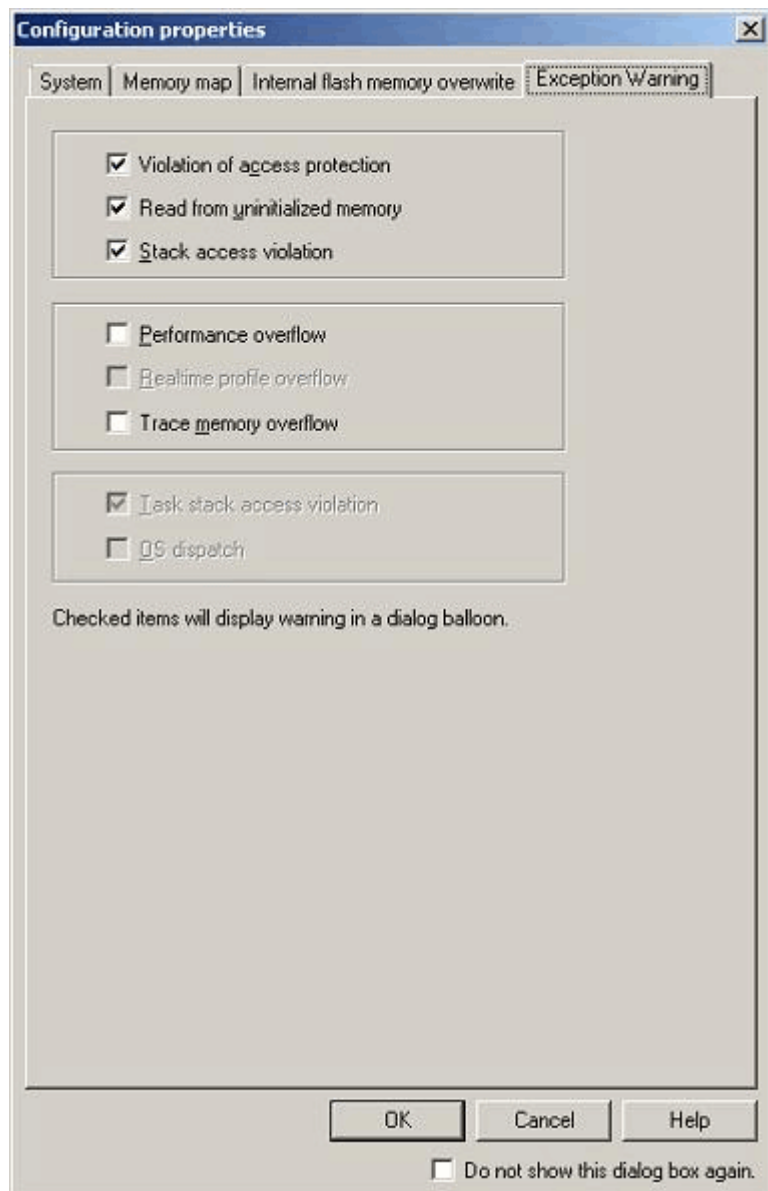 Configuration properties
System Memory map Internal flash memory overwrite Exception Warning
Violation of access protection
Read from uninitialized memory
Stack access violation
Performance overflow
Realtime profile overflow
Trace memory overflow
Task stack access violation
OS dispatch
Checked items will display warning in a dialog balloon.
OK Cancel Help
Do not show this dialog box again.